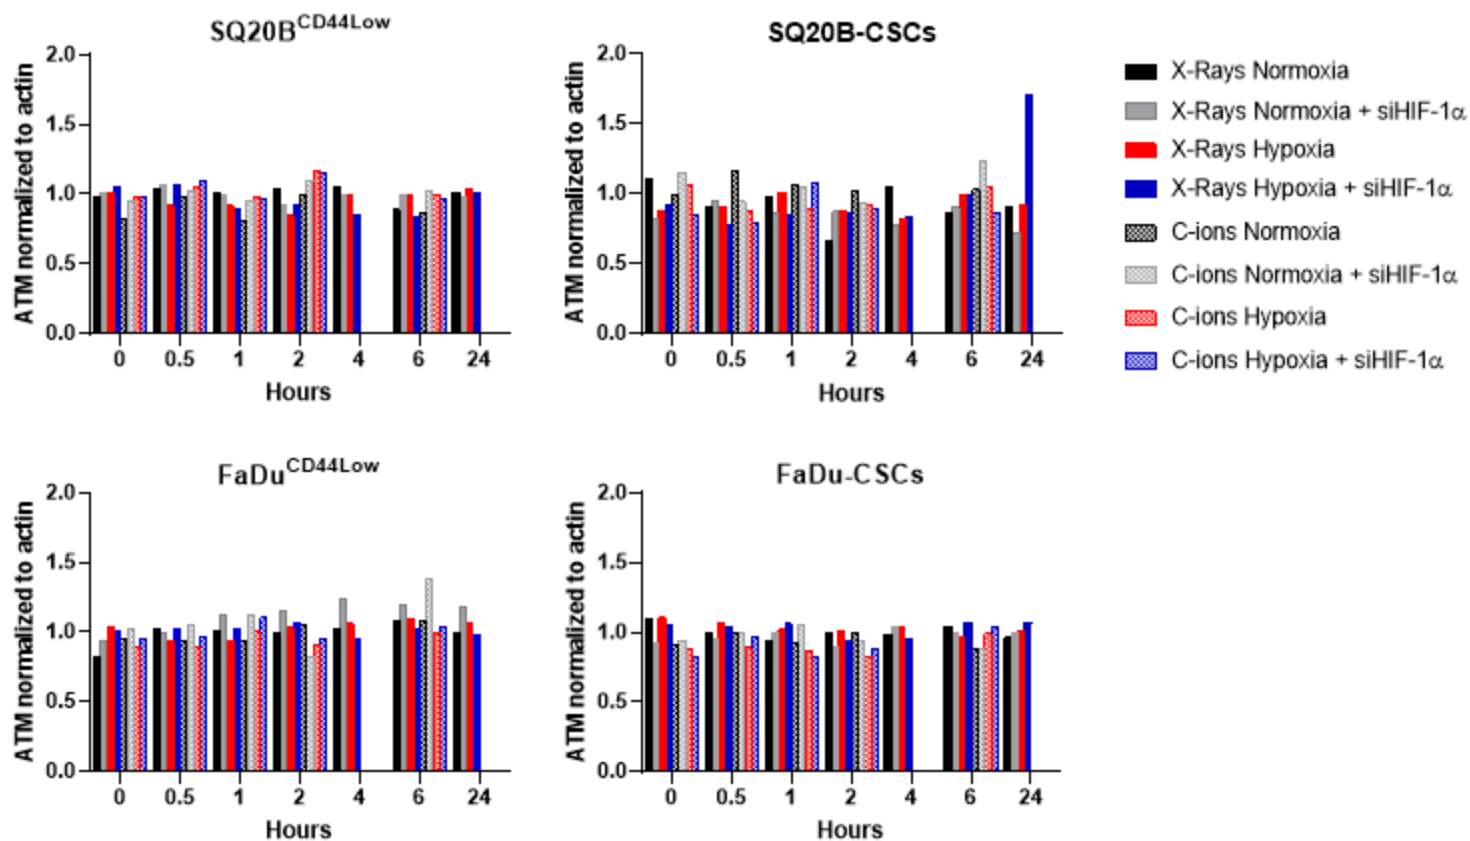 SQ20B^CD44Low
ATM normalized to actin
2.0
1.5
1.0
0.5
0.0
0 0.5 1 2 4 6 24
Hours
SQ20B-CSCs
ATM normalized to actin
2.0
1.5
1.0
0.5
0.0
0 0.5 1 2 4 6 24
Hours
X-Rays Normoxia
X-Rays Normoxia + siHIF-1α
X-Rays Hypoxia
X-Rays Hypoxia + siHIF-1α
C-ions Normoxia
C-ions Normoxia + siHIF-1α
C-ions Hypoxia
C-ions Hypoxia + siHIF-1α
FaDu^CD44Low
ATM normalized to actin
2.0
1.5
1.0
0.5
0.0
0 0.5 1 2 4 6 24
Hours
FaDu-CSCs
ATM normalized to actin
2.0
1.5
1.0
0.5
0.0
0 0.5 1 2 4 6 24
Hours